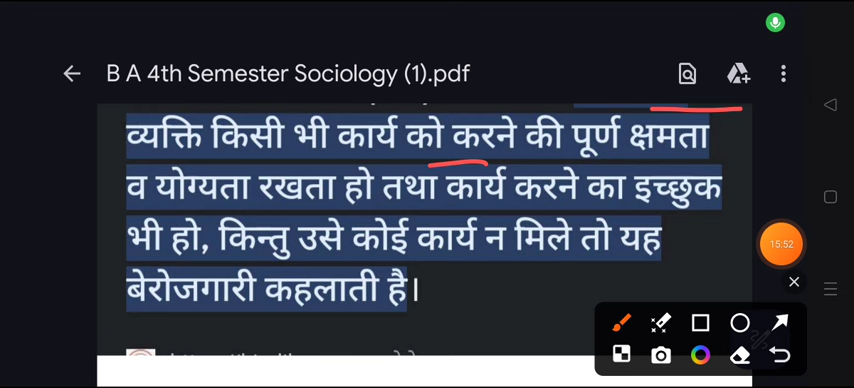 B A 4th Semester Sociology (1).pdf
व्यक्ति किसी भी कार्य को करने की पूर्ण क्षमता
व योग्यता रखता हो तथा कार्य करने का इच्छुक
भी हो, किन्तु उसे कोई कार्य न मिले तो यह
बेरोजगारी कहलाती है।
15:52